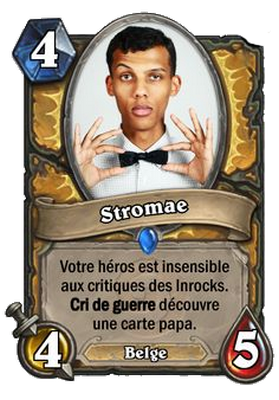 4
Stromae
Votre héros est insensible
aux critiques des Inrocks.
Cri de guerre découvre
une carte papa.
4
Belge
5